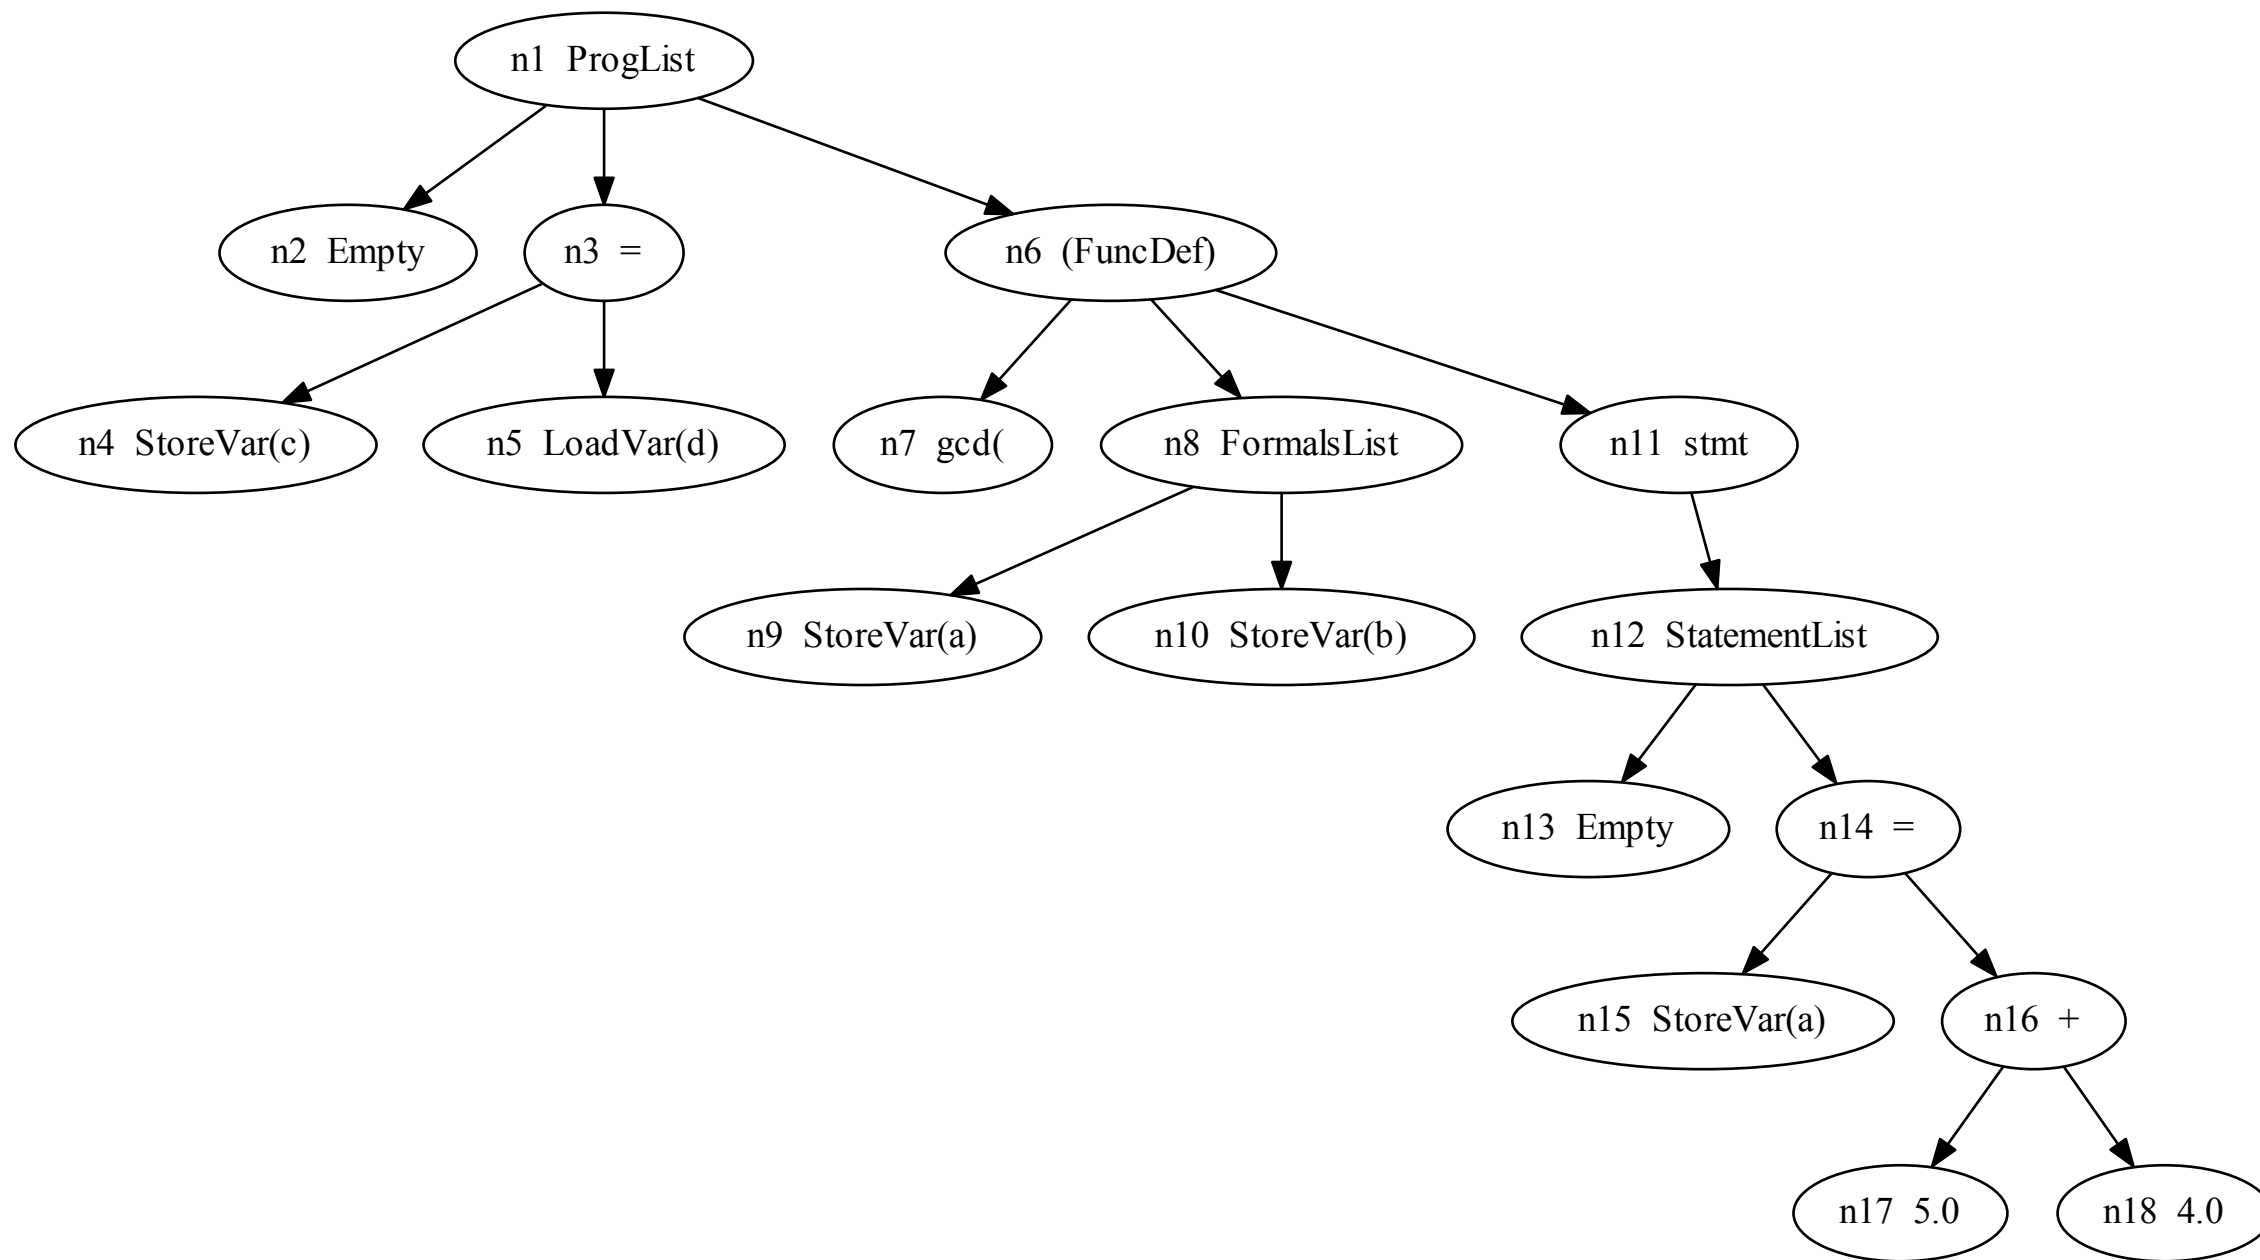 n1 ProgList
n2 Empty
n3 =
n6 (FuncDef)
n4 StoreVar(c)
n5 LoadVar(d)
n7 gcd(
n8 FormalsList
n11 stmt
n9 StoreVar(a)
n10 StoreVar(b)
n12 StatementList
n13 Empty
n14 =
n15 StoreVar(a)
n16 +
n17 5.0
n18 4.0